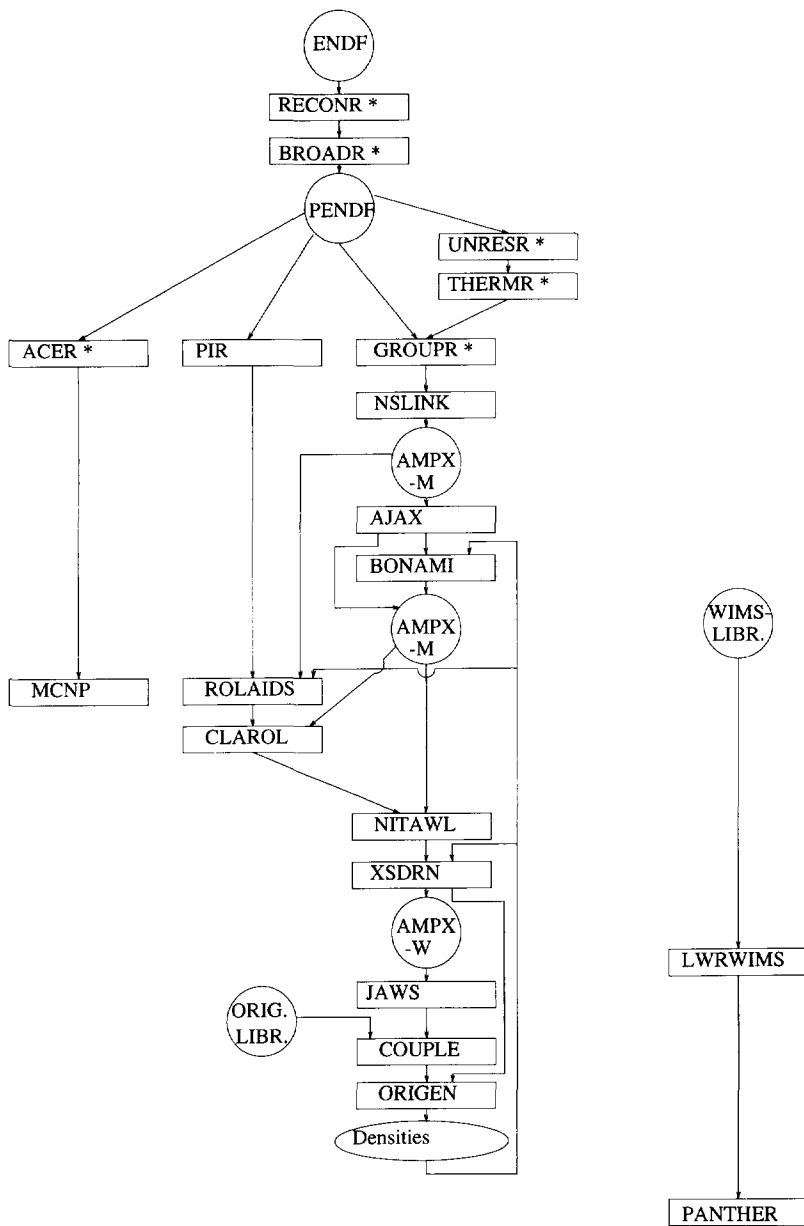 ENDF
RECONR *
BROADR *
PENDF
UNRESR *
THERMR *
ACER *
PIR
GROUPR *
NSLINK
AMPX
-M
AJAX
BONAMI
AMPX
-M
WIMS-
LIBR.
MCNP
ROLAIDS
CLAROL
NITAWL
XSDRN
AMPX
-W
LWRWIMS
JAWS
ORIG.
LIBR.
COUPLE
ORIGEN
Densities
PANTHER